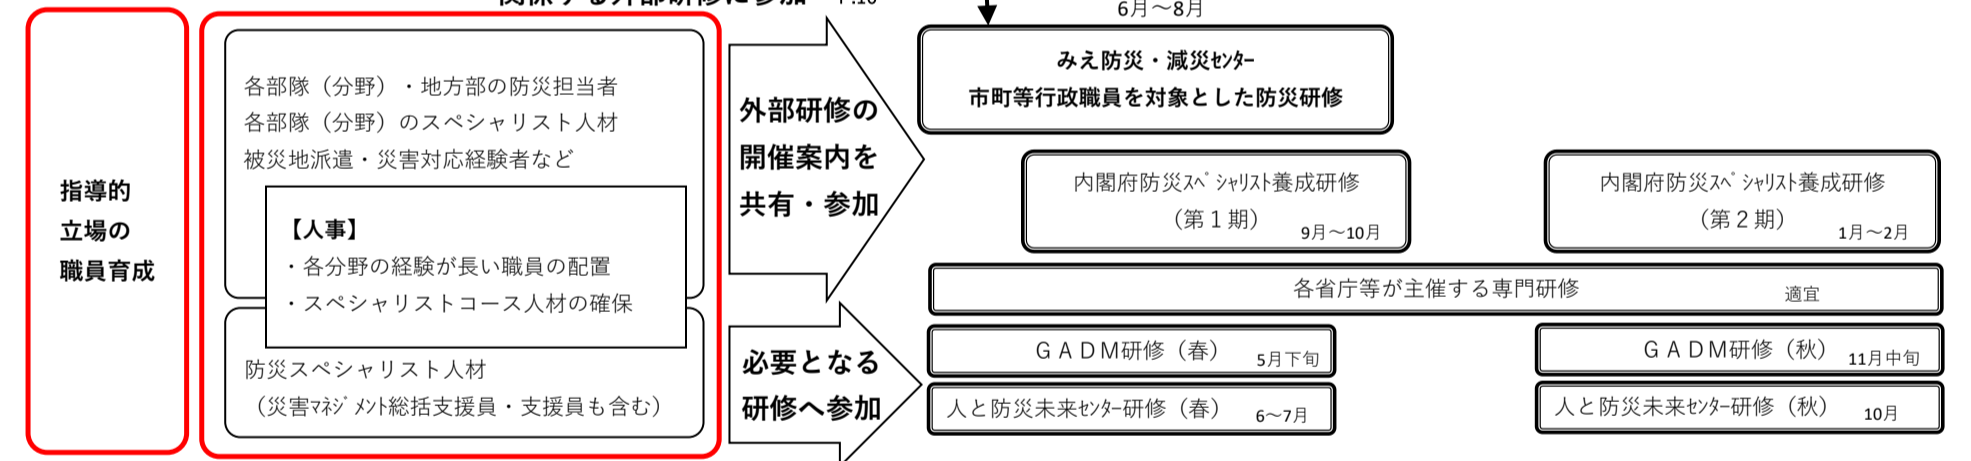 6月～8月
指導的
立場の
職員育成
各部隊（分野）・地方部の防災担当者
各部隊（分野）のスペシャリスト人材
被災地派遣・災害対応経験者など
【人事】
・各分野の経験が長い職員の配置
・スペシャリストコース人材の確保
防災スペシャリスト人材
（災害ﾏﾈｼﾞﾒﾝﾄ総括支援員・支援員も含む）
外部研修の
開催案内を
共有・参加
必要となる
研修へ参加
みえ防災・減災ｾﾝﾀｰ
市町等行政職員を対象とした防災研修
内閣府防災ｽﾍﾟｼｬﾘｽﾄ養成研修
（第１期）
9月～10月
内閣府防災ｽﾍﾟｼｬﾘｽﾄ養成研修
（第２期）
1月～2月
各省庁等が主催する専門研修
適宜
ＧＡＤＭ研修（春）
5月下旬
ＧＡＤＭ研修（秋）
11月中旬
人と防災未来ｾﾝﾀｰ研修（春）
6～7月
人と防災未来ｾﾝﾀｰ研修（秋）
10月